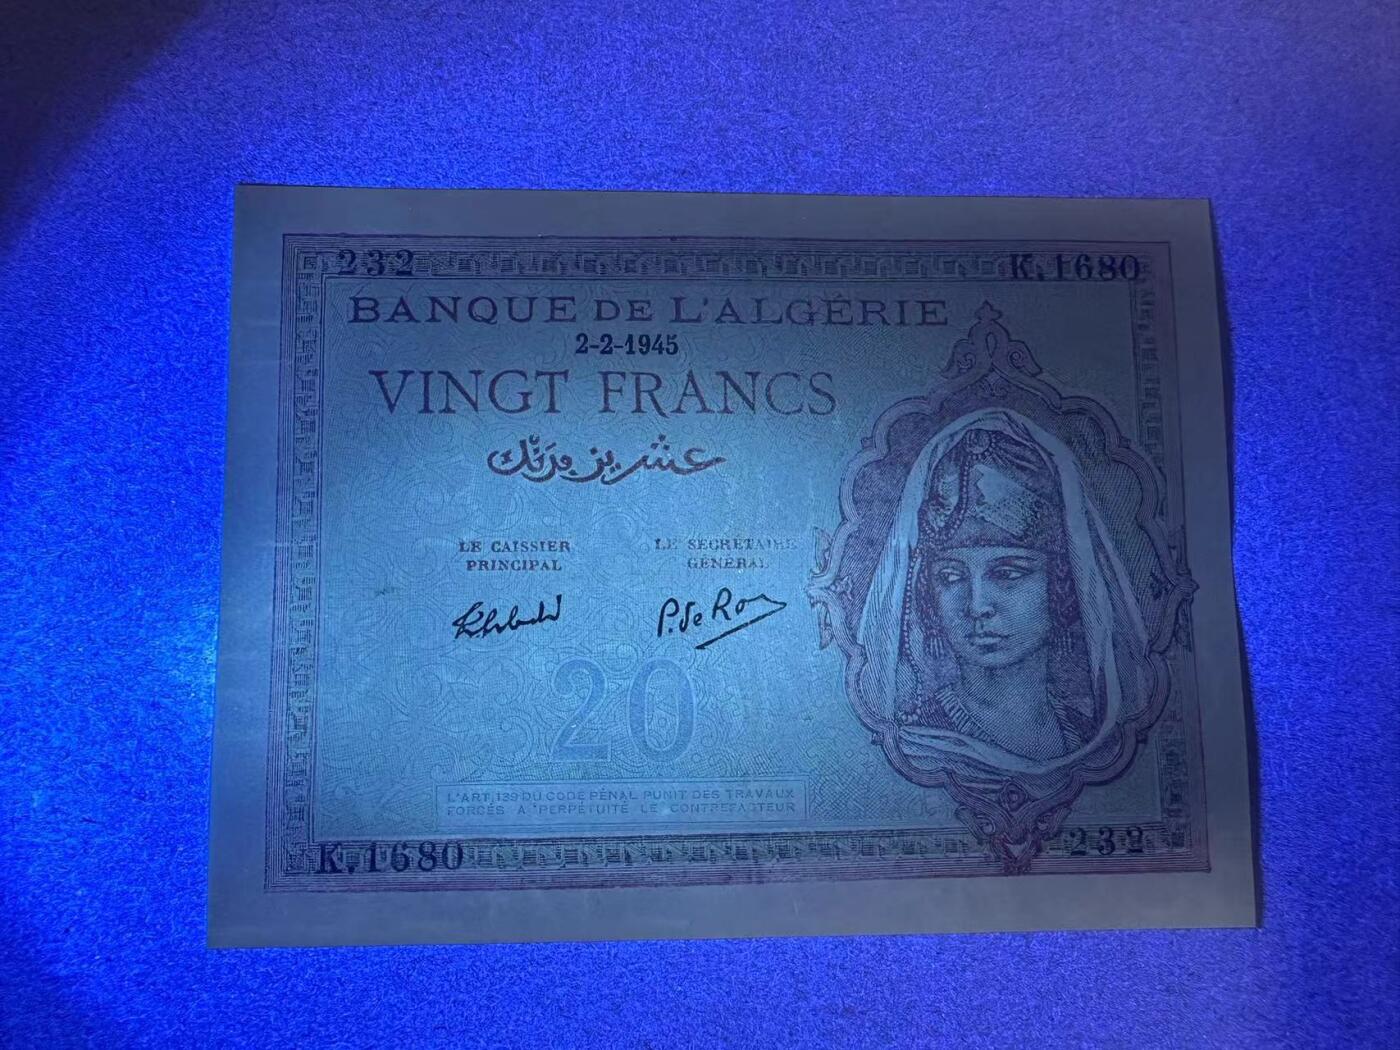 232 K.1680
BANQUE DE L'ALGÉRIE
2-2-1945
VINGT FRANCS
عشرين فرنك
LE CAISSIER PRINCIPAL
LE SECRÉTAIRE GÉNÉRAL
P. de Rou
20
L'ART. 139 DU CODE PÉNAL PUNIT DES TRAVAUX
FORCÉS A PERPÉTUITÉ LE CONTREFACTEUR
K.1680 232